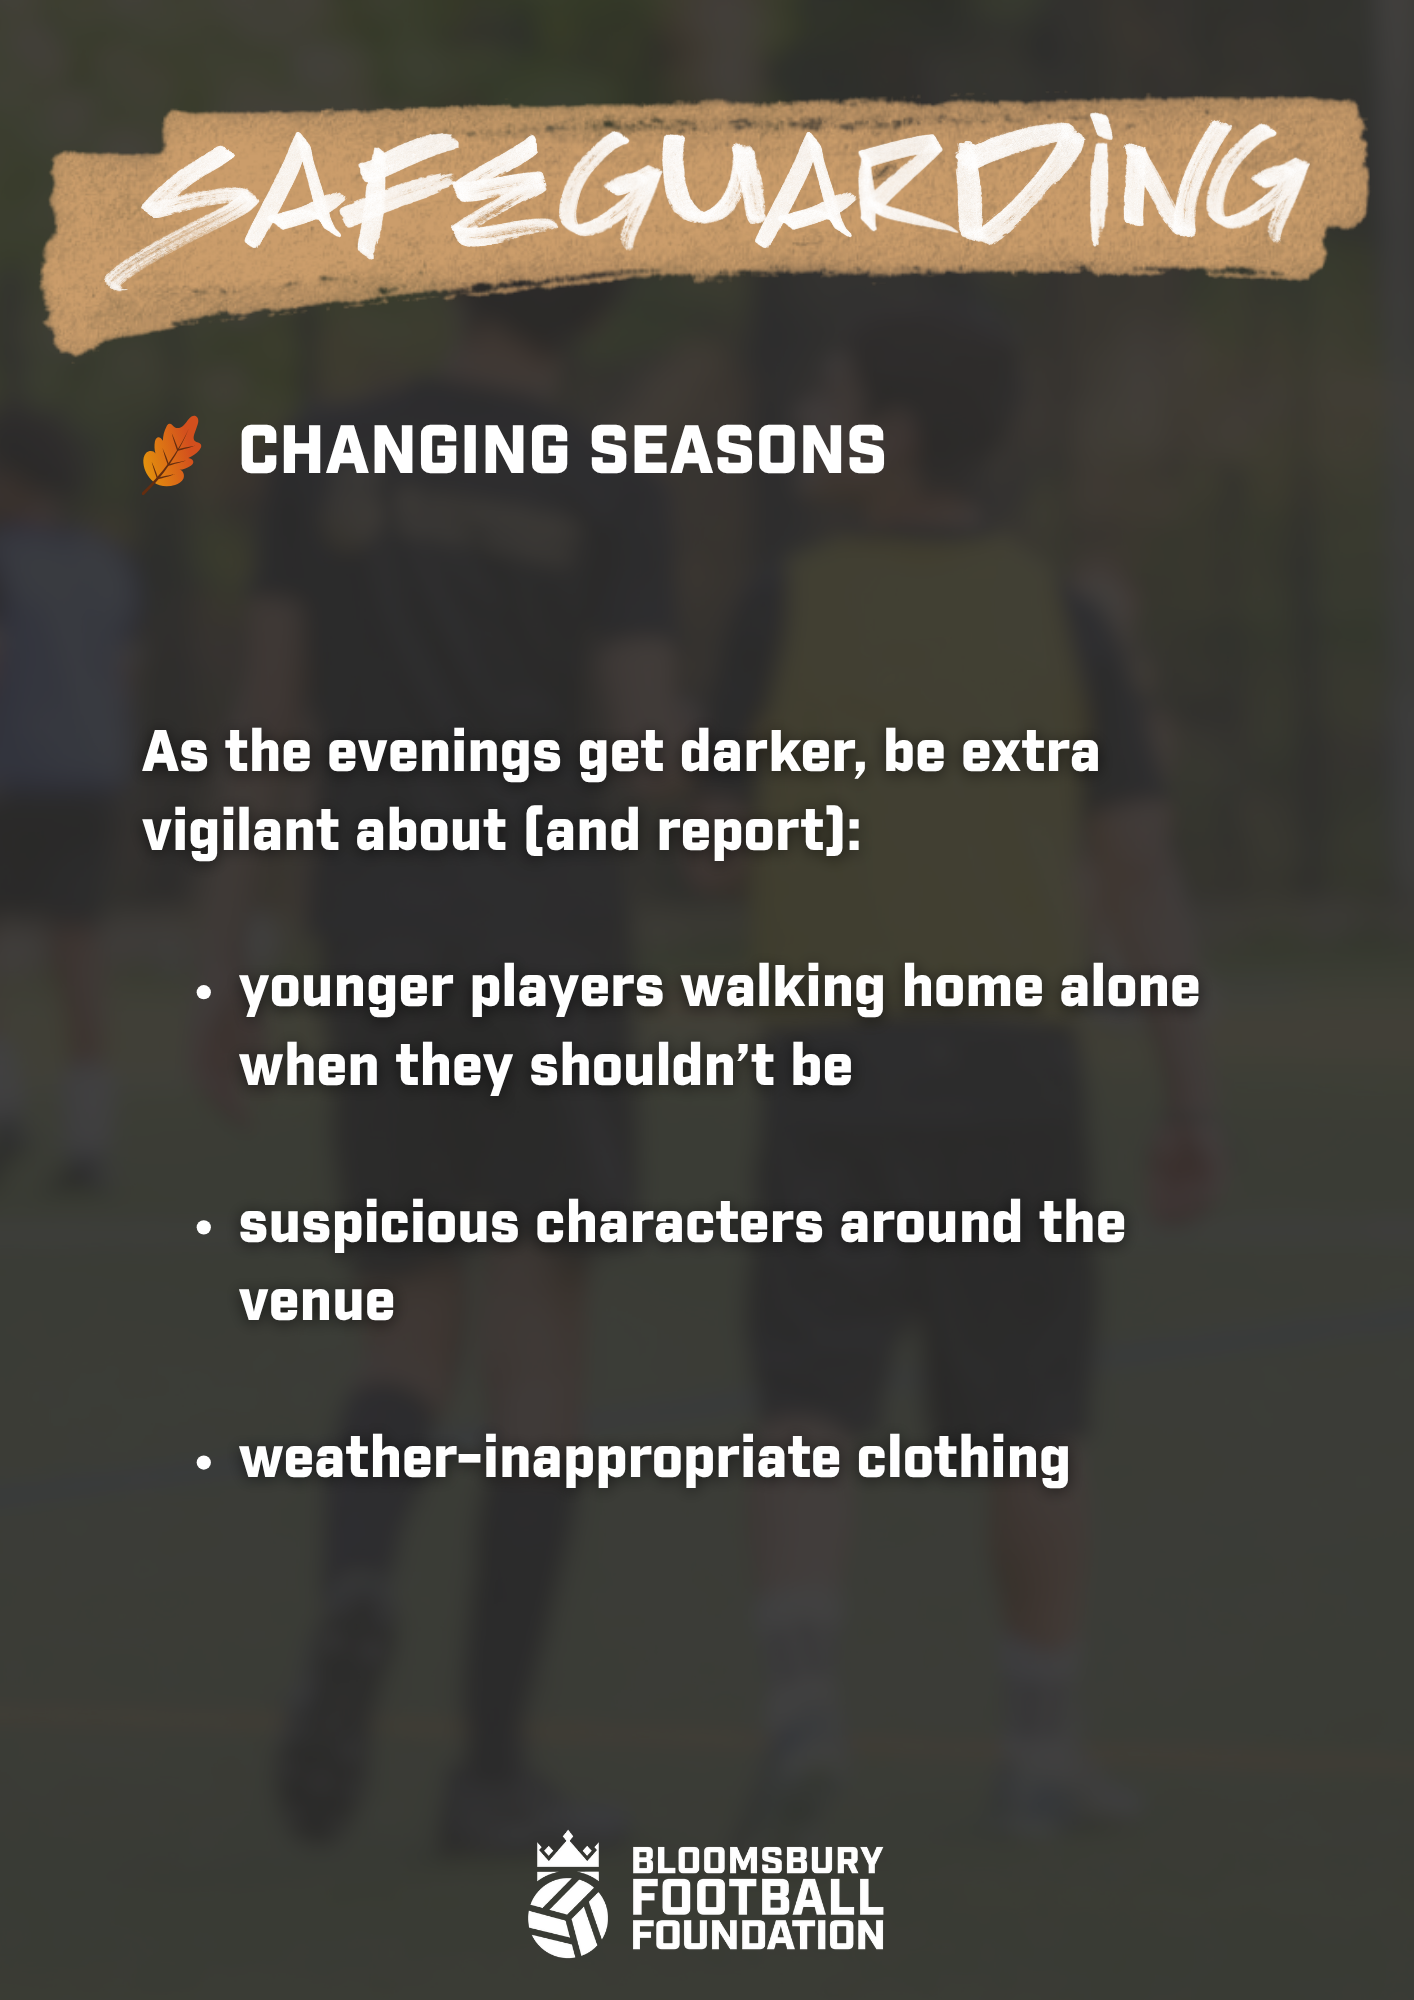 SAFEGUARDING
CHANGING SEASONS
As the evenings get darker, be extra
vigilant about (and report):
• younger players walking home alone
when they shouldn’t be
• suspicious characters around the
venue
• weather-inappropriate clothing
BLOOMSBURY
FOOTBALL
FOUNDATION